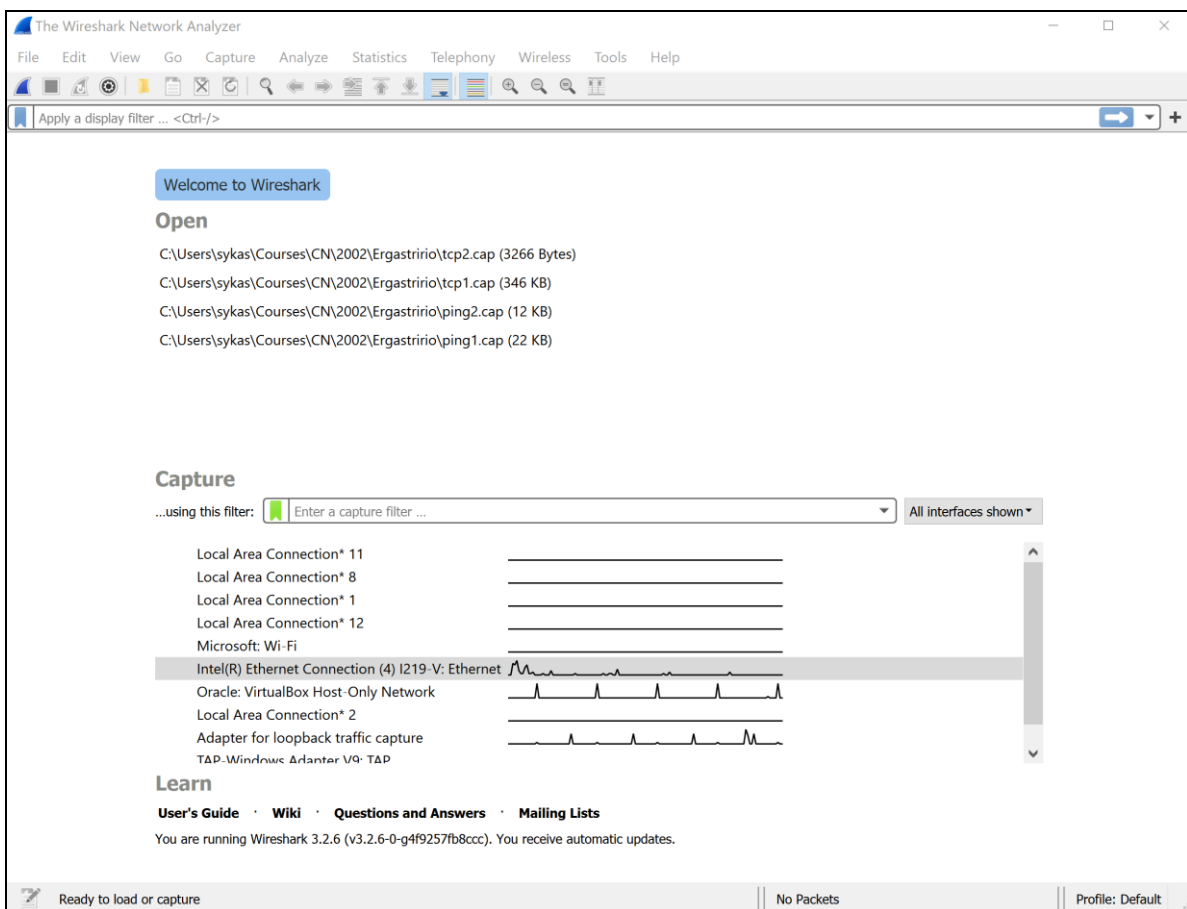 The Wireshark Network Analyzer
File Edit View Go Capture Analyze Statistics Telephony Wireless Tools Help
Apply a display filter ... <Ctrl-/>
Welcome to Wireshark
Open
C:\Users\sykas\Courses\CN\2002\Ergastririo\tcp2.cap (3266 Bytes)
C:\Users\sykas\Courses\CN\2002\Ergastririo\tcp1.cap (346 KB)
C:\Users\sykas\Courses\CN\2002\Ergastririo\ping2.cap (12 KB)
C:\Users\sykas\Courses\CN\2002\Ergastririo\ping1.cap (22 KB)
Capture
...using this filter: Enter a capture filter ... All interfaces shown
Local Area Connection* 11
Local Area Connection* 8
Local Area Connection* 1
Local Area Connection* 12
Microsoft: Wi-Fi
Intel(R) Ethernet Connection (4) I219-V: Ethernet
Oracle: VirtualBox Host-Only Network
Local Area Connection* 2
Adapter for loopback traffic capture
TAP-Windows Adapter V9: TAP
Learn
User's Guide · Wiki · Questions and Answers · Mailing Lists
You are running Wireshark 3.2.6 (v3.2.6-0-g4f9257fb8ccc). You receive automatic updates.
Ready to load or capture No Packets Profile: Default